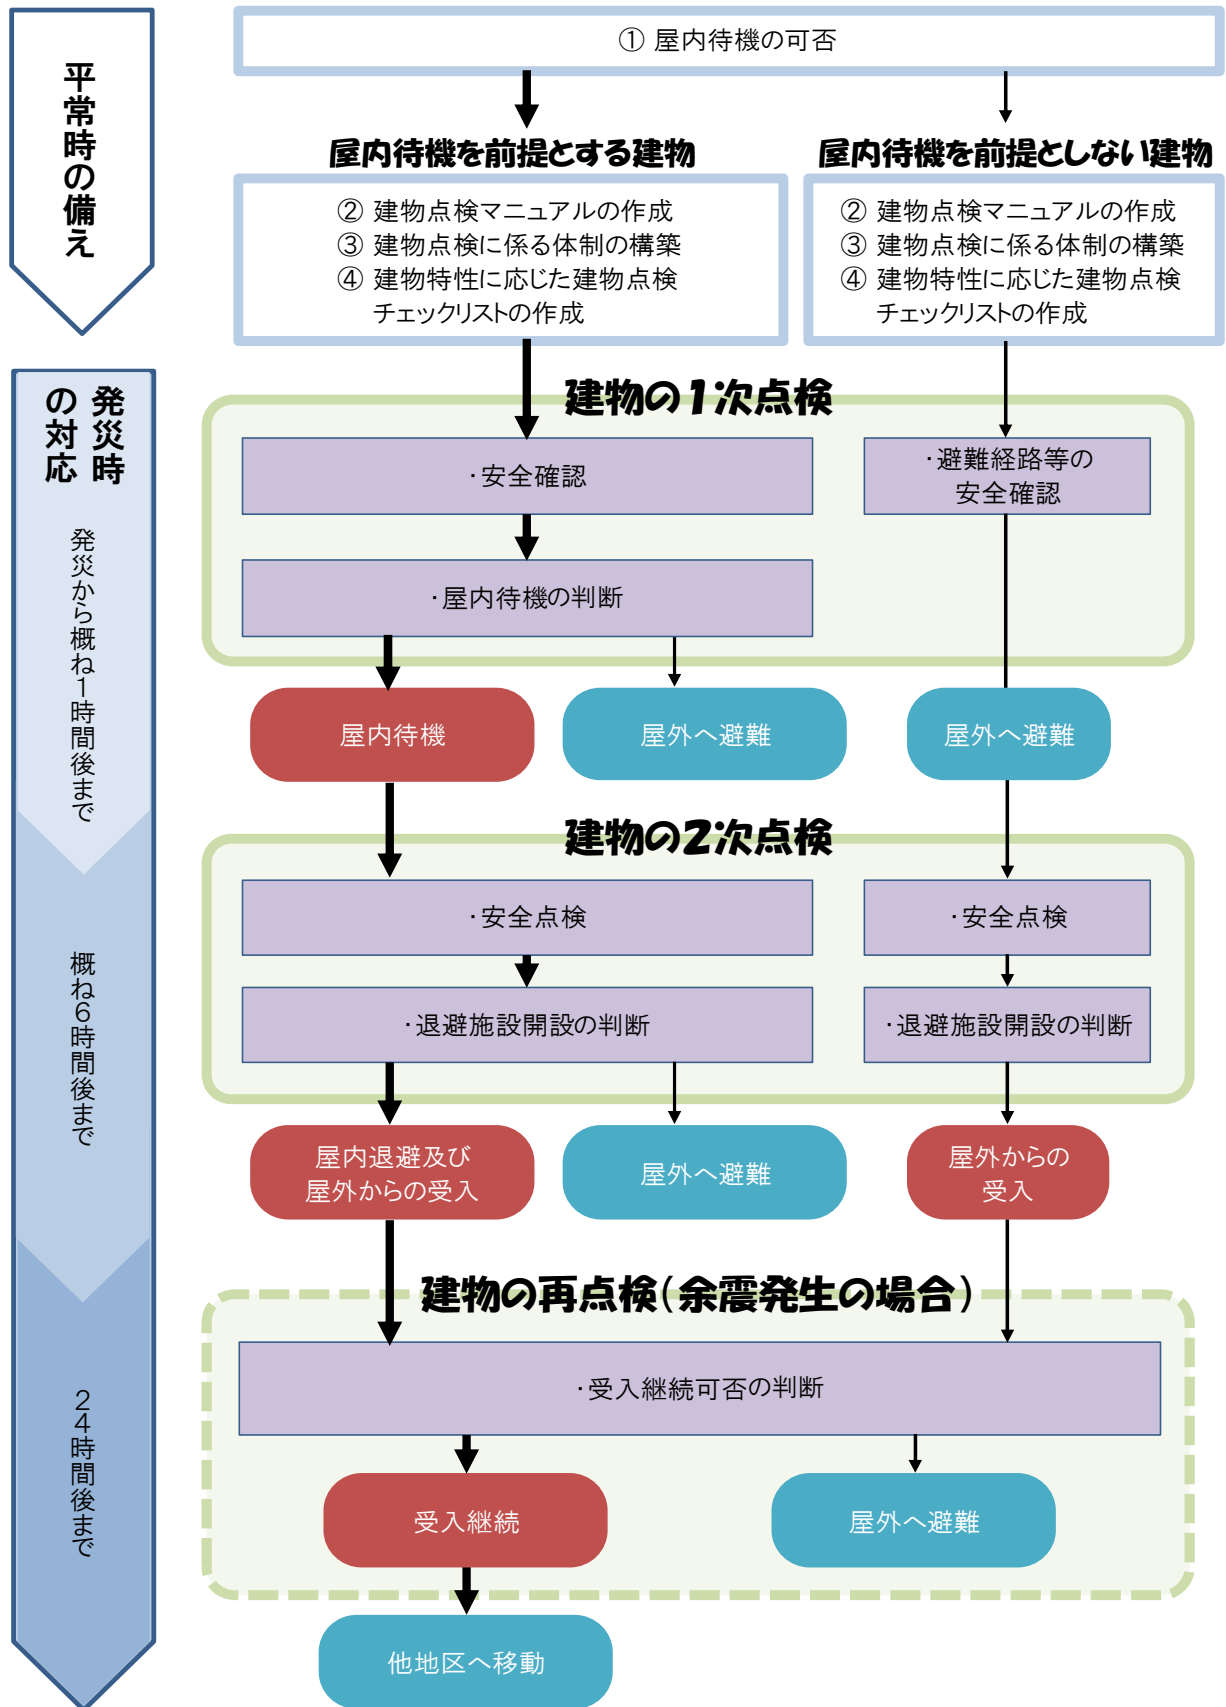 平常時の備え
① 屋内待機の可否
屋内待機を前提とする建物
屋内待機を前提としない建物
② 建物点検マニュアルの作成
③ 建物点検に係る体制の構築
④ 建物特性に応じた建物点検
チェックリストの作成
② 建物点検マニュアルの作成
③ 建物点検に係る体制の構築
④ 建物特性に応じた建物点検
チェックリストの作成
発災時
の対応
発災から概ね1時間後まで
建物の1次点検
・安全確認
・避難経路等の
安全確認
・屋内待機の判断
屋内待機
屋外へ避難
屋外へ避難
概ね6時間後まで
建物の2次点検
・安全点検
・安全点検
・退避施設開設の判断
・退避施設開設の判断
屋内退避及び
屋外からの受入
屋外へ避難
屋外からの
受入
24時間後まで
建物の再点検(余震発生の場合)
・受入継続可否の判断
受入継続
屋外へ避難
他地区へ移動